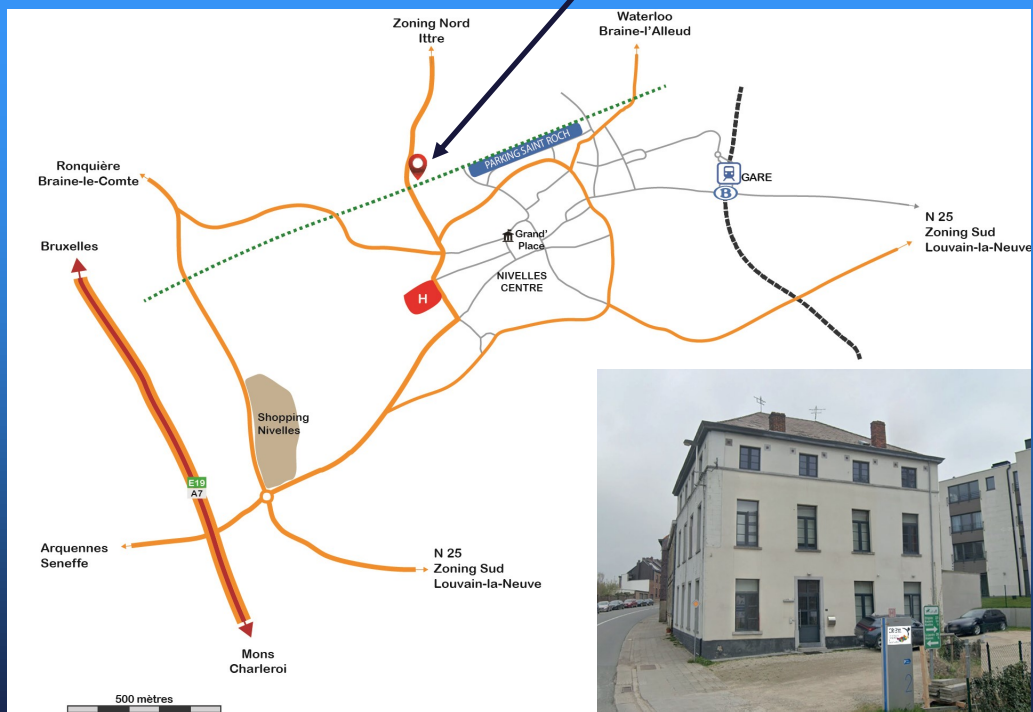 Zoning Nord
Ittre
Waterloo
Braine-l'Alleud
PARKING SAINT ROCH
Ronquière
Braine-le-Comte
GARE
B
N 25
Zoning Sud
Louvain-la-Neuve
Bruxelles
Grand'
Place
NIVELLES
CENTRE
H
Shopping
Nivelles
E19
A7
Arquennes
Seneffe
N 25
Zoning Sud
Louvain-la-Neuve
Mons
Charleroi
500 mètres
2